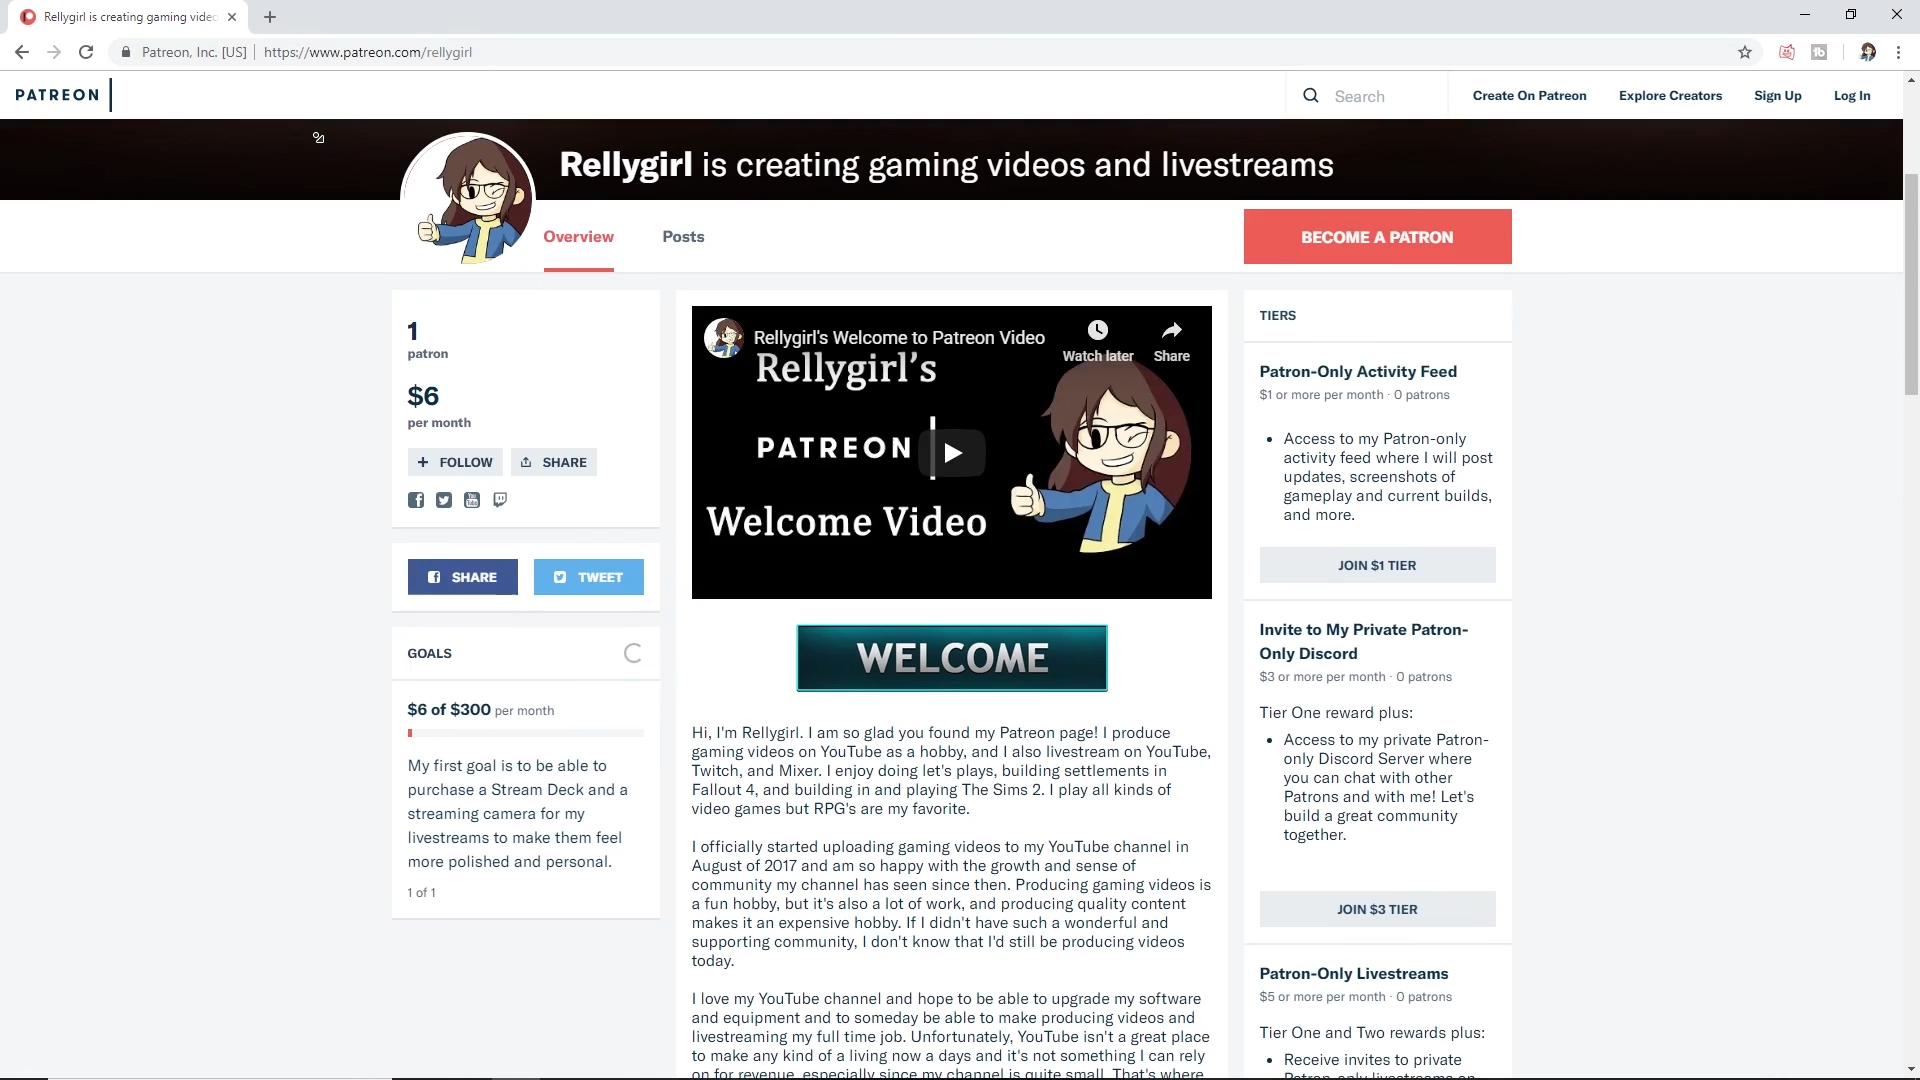 Rellygirl is creating gaming video
Patreon, Inc. [US] | https://www.patreon.com/rellygirl
PATREON
Search
Create On Patreon
Explore Creators
Sign Up
Log In
Rellygirl is creating gaming videos and livestreams
Overview
Posts
BECOME A PATRON
1
patron
$6
per month
+ FOLLOW
SHARE
SHARE
TWEET
GOALS
$6 of $300 per month
My first goal is to be able to
purchase a Stream Deck and a
streaming camera for my
livestreams to make them feel
more polished and personal.
1 of 1
Rellygirl's Welcome to Patreon Video
Watch later
Share
Rellygirl's
PATREON
Welcome Video
WELCOME
Hi, I'm Rellygirl. I am so glad you found my Patreon page! I produce
gaming videos on YouTube as a hobby, and I also livestream on YouTube,
Twitch, and Mixer. I enjoy doing let's plays, building settlements in
Fallout 4, and building in and playing The Sims 2. I play all kinds of
video games but RPG's are my favorite.
I officially started uploading gaming videos to my YouTube channel in
August of 2017 and am so happy with the growth and sense of
community my channel has seen since then. Producing gaming videos is
a fun hobby, but it's also a lot of work, and producing quality content
makes it an expensive hobby. If I didn't have such a wonderful and
supporting community, I don't know that I'd still be producing videos
today.
I love my YouTube channel and hope to be able to upgrade my software
and equipment and to someday be able to make producing videos and
livestreaming my full time job. Unfortunately, YouTube isn't a great place
to make any kind of a living now a days and it's not something I can rely
on for revenue, especially since my channel is quite small. That's where
TIERS
Patron-Only Activity Feed
$1 or more per month · 0 patrons
• Access to my Patron-only
activity feed where I will post
updates, screenshots of
gameplay and current builds,
and more.
JOIN $1 TIER
Invite to My Private Patron-
Only Discord
$3 or more per month · 0 patrons
Tier One reward plus:
• Access to my private Patron-
only Discord Server where
you can chat with other
Patrons and with me! Let's
build a great community
together.
JOIN $3 TIER
Patron-Only Livestreams
$5 or more per month · 0 patrons
Tier One and Two rewards plus:
• Receive invites to private
Patron-only livestreams on